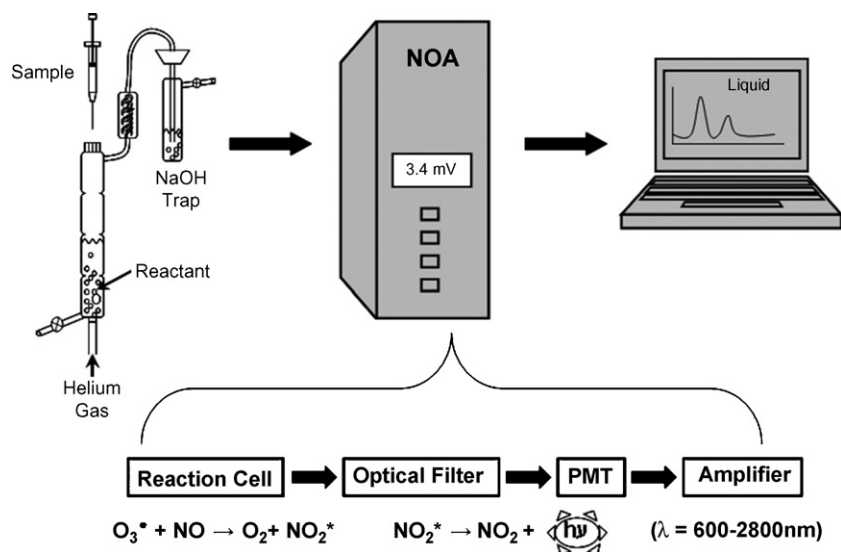 Sample
NaOH
Trap
Reactant
Helium
Gas
NOA
3.4 mV
Liquid
Reaction Cell
Optical Filter
PMT
Amplifier
O₃• + NO → O₂+ NO₂*
NO₂* → NO₂ + hν
(λ = 600-2800nm)